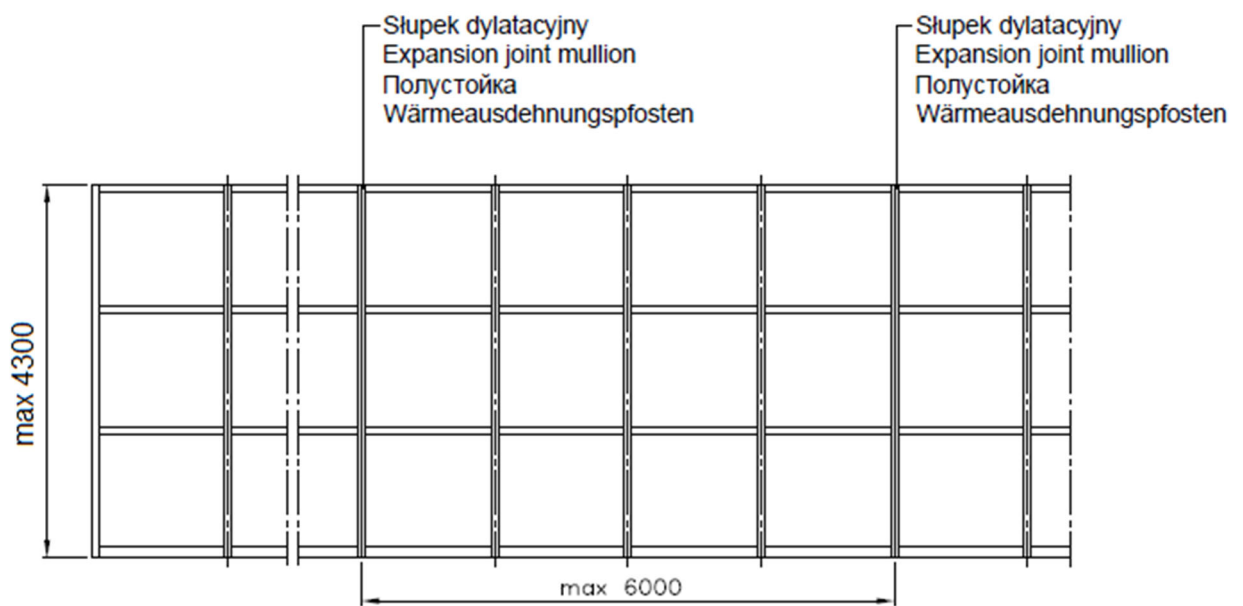 Słupek dylatacyjny
Expansion joint mullion
Полустойка
Wärmeausdehnungspfosten
Słupek dylatacyjny
Expansion joint mullion
Полустойка
Wärmeausdehnungspfosten
max 4300
max 6000